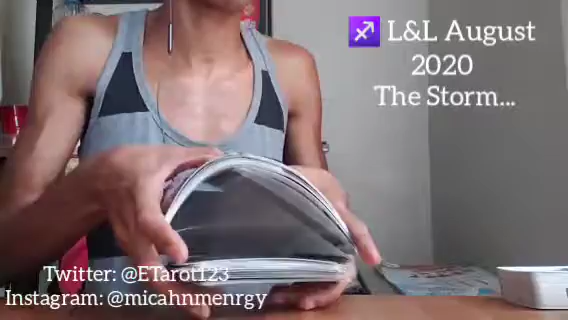 ♐ L&L August
2020
The Storm...
Twitter: @ETarot123
Instagram: @micahnmenrgy